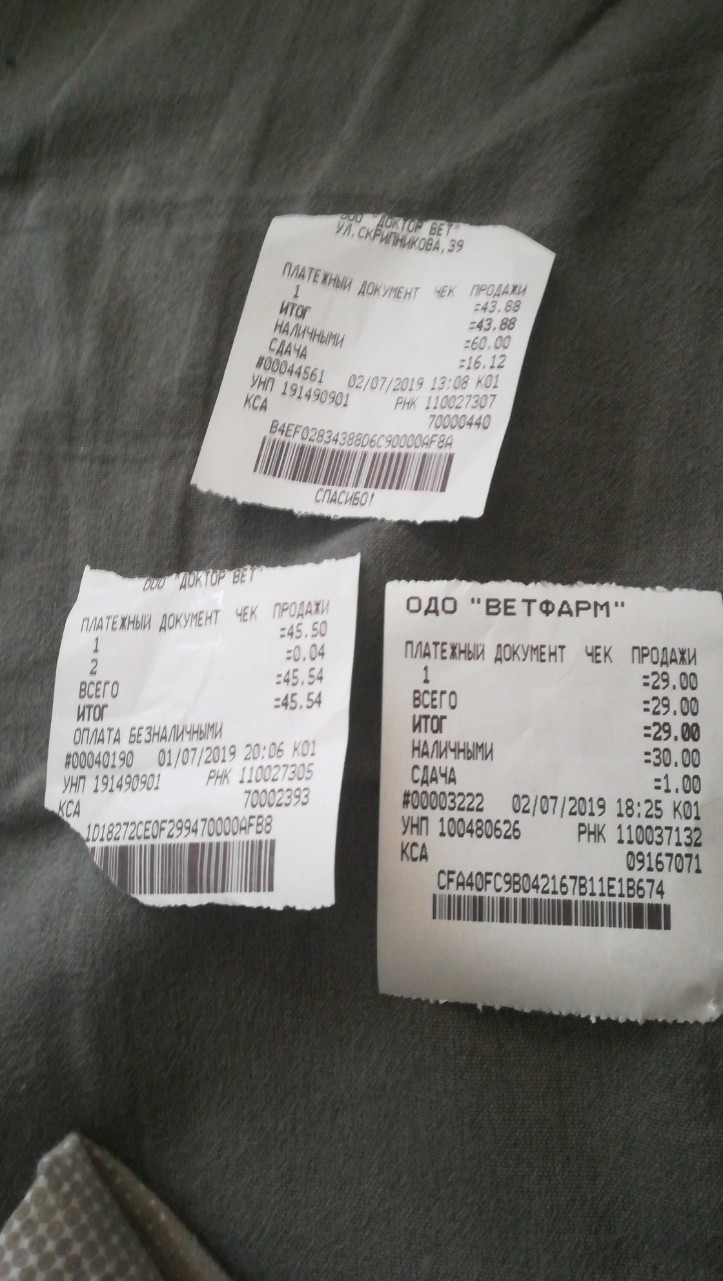 ООО "ДОКТОР ВЕТ"
УЛ.СКРИПНИКОВА,39
ПЛАТЕЖНЫЙ ДОКУМЕНТ ЧЕК ПРОДАЖИ
1 =43.88
ИТОГ =43.88
НАЛИЧНЫМИ =60.00
СДАЧА =16.12
#00044561 02/07/2019 13:08 К01
УНП 191490901 РНК 110027307
КСА 70000440
B4EF02834388D6C90000AF8A
СПАСИБО!
ООО "ДОКТОР ВЕТ"
ПЛАТЕЖНЫЙ ДОКУМЕНТ ЧЕК ПРОДАЖИ
1 =45.50
2 =0.04
ВСЕГО =45.54
ИТОГ =45.54
ОПЛАТА БЕЗНАЛИЧНЫМИ
#00040190 01/07/2019 20:06 К01
УНП 191490901 РНК 110027305
КСА 70002393
1D18272CE0F299470000AFB8
ОДО "ВЕТФАРМ"
ПЛАТЕЖНЫЙ ДОКУМЕНТ ЧЕК ПРОДАЖИ
1 =29.00
ВСЕГО =29.00
ИТОГ =29.00
НАЛИЧНЫМИ =30.00
СДАЧА =1.00
#00003222 02/07/2019 18:25 К01
УНП 100480626 РНК 110037132
КСА 09167071
CFA40FC9B042167B11E1B674